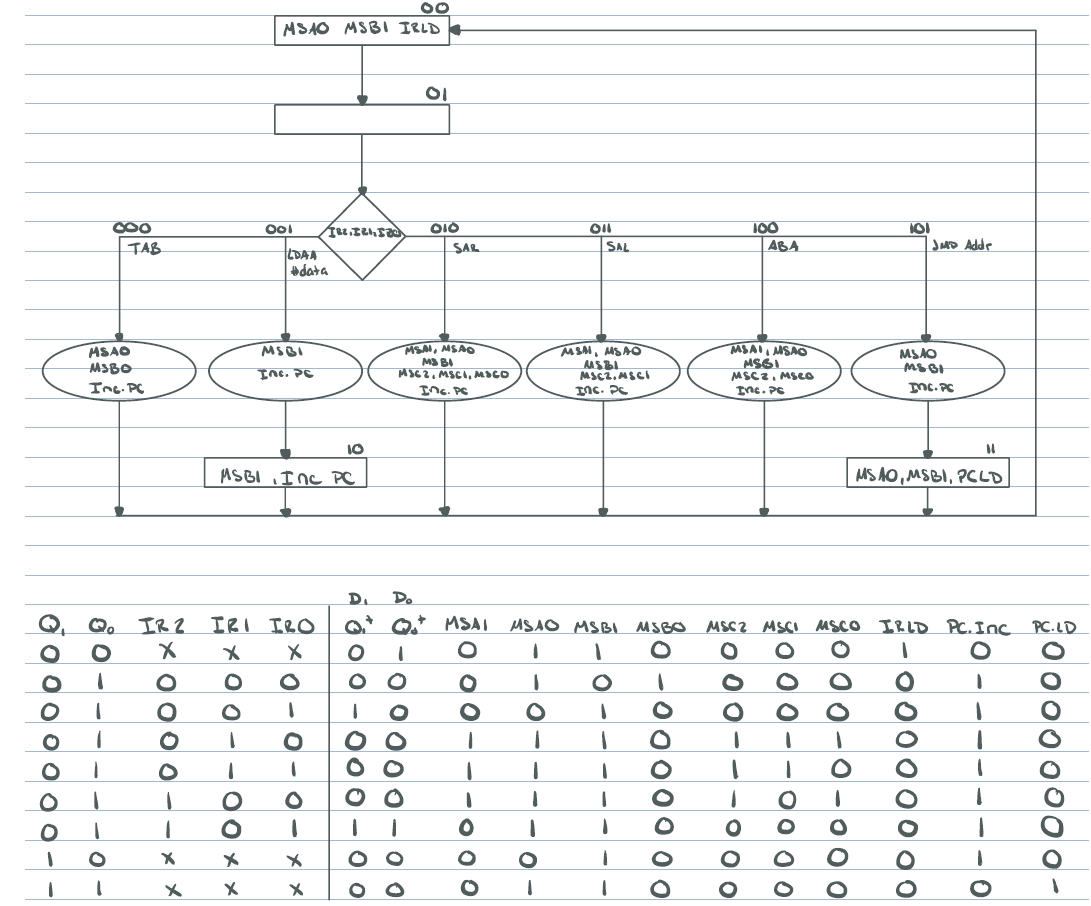 00
MSA0 MSB1 IRLD
01
IR2,IR1,IR0
000 001 010 011 100 101
TAB LDAA #data SAR SAL ABA JMP Addr
MSA0
MSB0
Inc.PC
MSB1
Inc. PC
MSA1, MSA0
MSB1
MSC2, MSC1, MSC0
Inc. PC
MSA1, MSA0
MSB1
MSC2, MSC1
Inc. PC
MSA1, MSA0
MSB1
MSC2, MSC0
Inc. PC
MSA0
MSB1
Inc. PC
10
MSB1 , Inc PC
11
MSA0, MSB1, PCLD
D₁ D₀
Q₁ Q₀ IR2 IR1 IR0 Q₁⁺ Q₀⁺ MSA1 MSA0 MSB1 MSB0 MSC2 MSC1 MSC0 IRLD PC.Inc PC.LD
0 0 x x x 0 1 0 1 1 0 0 0 0 1 0 0
0 1 0 0 0 0 0 0 1 0 1 0 0 0 0 1 0
0 1 0 0 1 1 0 0 0 1 0 0 0 0 0 1 0
0 1 0 1 0 0 0 1 1 1 0 1 1 1 0 1 0
0 1 0 1 1 0 0 1 1 1 0 1 1 0 0 1 0
0 1 1 0 0 0 0 1 1 1 0 1 0 1 0 1 0
0 1 1 0 1 1 1 0 1 1 0 0 0 0 0 1 0
1 0 x x x 0 0 0 0 1 0 0 0 0 0 1 0
1 1 x x x 0 0 0 1 1 0 0 0 0 0 0 1